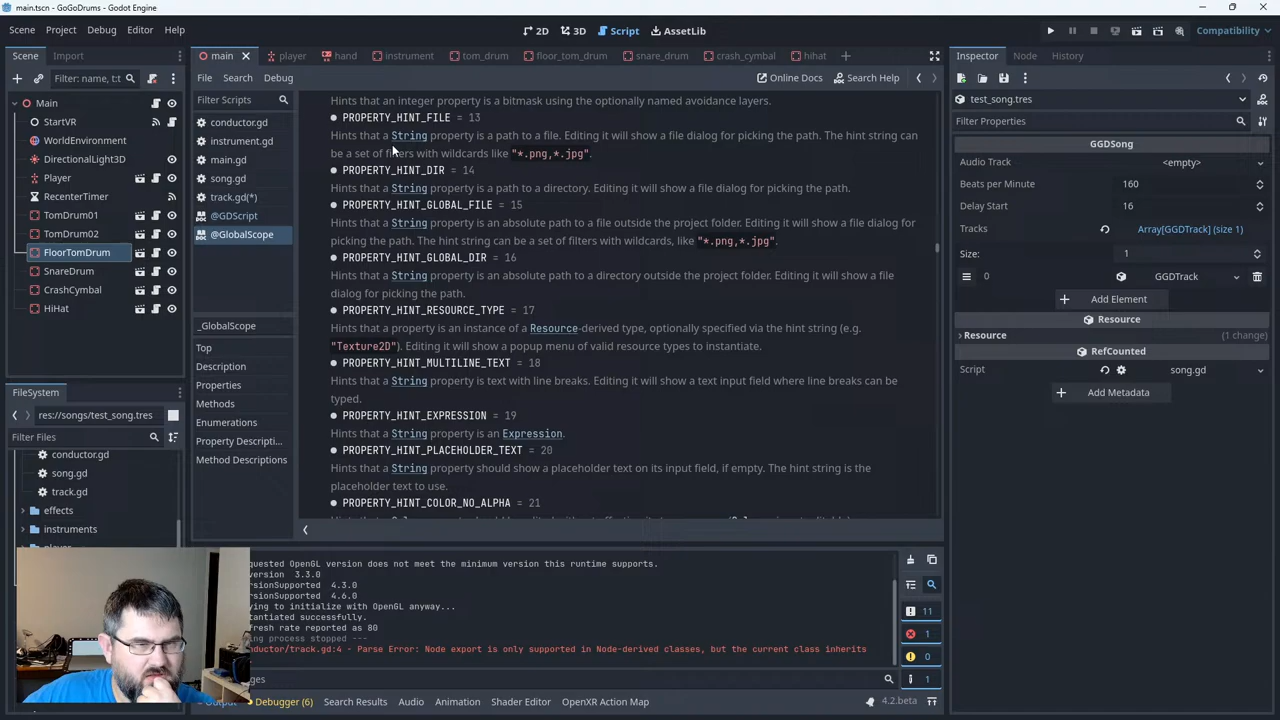 main.tscn - GoGoDrums - Godot Engine
Scene Project Debug Editor Help
2D 3D Script AssetLib
Compatibility
Scene Import
main player hand instrument tom_drum floor_tom_drum snare_drum crash_cymbal hihat
Inspector Node History
Filter: name, t:t
File Search Debug
Online Docs Search Help
Filter Scripts
test_song.tres
Filter Properties
Main
StartVR
WorldEnvironment
DirectionalLight3D
Player
RecenterTimer
TomDrum01
TomDrum02
FloorTomDrum
SnareDrum
CrashCymbal
HiHat
conductor.gd
instrument.gd
main.gd
song.gd
track.gd(*)
@GDScript
@GlobalScope
_GlobalScope
Top
Description
Properties
Methods
Enumerations
Property Descripti...
Method Descriptions
Hints that an integer property is a bitmask using the optionally named avoidance layers.
PROPERTY_HINT_FILE = 13
Hints that a String property is a path to a file. Editing it will show a file dialog for picking the path. The hint string can
be a set of filters with wildcards like "*.png,*.jpg".
PROPERTY_HINT_DIR = 14
Hints that a String property is a path to a directory. Editing it will show a file dialog for picking the path.
PROPERTY_HINT_GLOBAL_FILE = 15
Hints that a String property is an absolute path to a file outside the project folder. Editing it will show a file dialog for
picking the path. The hint string can be a set of filters with wildcards, like "*.png,*.jpg".
PROPERTY_HINT_GLOBAL_DIR = 16
Hints that a String property is an absolute path to a directory outside the project folder. Editing it will show a file
dialog for picking the path.
PROPERTY_HINT_RESOURCE_TYPE = 17
Hints that a property is an instance of a Resource-derived type, optionally specified via the hint string (e.g.
"Texture2D"). Editing it will show a popup menu of valid resource types to instantiate.
PROPERTY_HINT_MULTILINE_TEXT = 18
Hints that a String property is text with line breaks. Editing it will show a text input field where line breaks can be
typed.
PROPERTY_HINT_EXPRESSION = 19
Hints that a String property is an Expression.
PROPERTY_HINT_PLACEHOLDER_TEXT = 20
Hints that a String property should show a placeholder text on its input field, if empty. The hint string is the
placeholder text to use.
PROPERTY_HINT_COLOR_NO_ALPHA = 21
GGDSong
Audio Track <empty>
Beats per Minute 160
Delay Start 16
Tracks Array[GGDTrack] (size 1)
Size: 1
0 GGDTrack
Add Element
Resource
Resource (1 change)
RefCounted
Script song.gd
Add Metadata
FileSystem
res://songs/test_song.tres
Filter Files
conductor.gd
song.gd
track.gd
effects
instruments
quested OpenGL version does not meet the minimum version this runtime supports.
version 3.3.0
rsionSupported 4.3.0
rsionSupported 4.6.0
ying to initialize with OpenGL anyway...
stantiated successfully.
fresh rate reported as 80
ng process stopped ---
nductor/track.gd:4 - Parse Error: Node export is only supported in Node-derived classes, but the current class inherits
11
1
0
1
ges
Output Debugger (6) Search Results Audio Animation Shader Editor OpenXR Action Map
4.2.beta